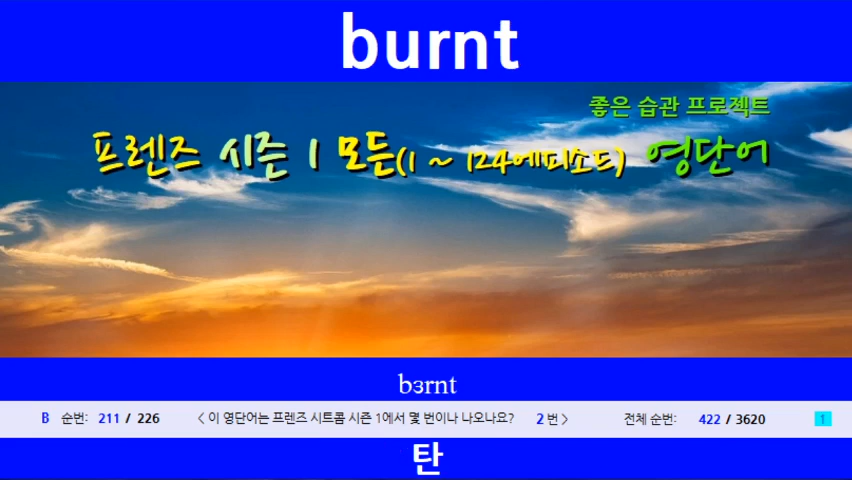 burnt
좋은 습관 프로젝트
프렌즈 시즌 1 모든(1 ~ 124에피소드) 영단어
bɜrnt
B 순번: 211 / 226 < 이 영단어는 프렌즈 시트콤 시즌 1에서 몇 번이나 나오나요? 2 번 > 전체 순번: 422 / 3620 1
탄